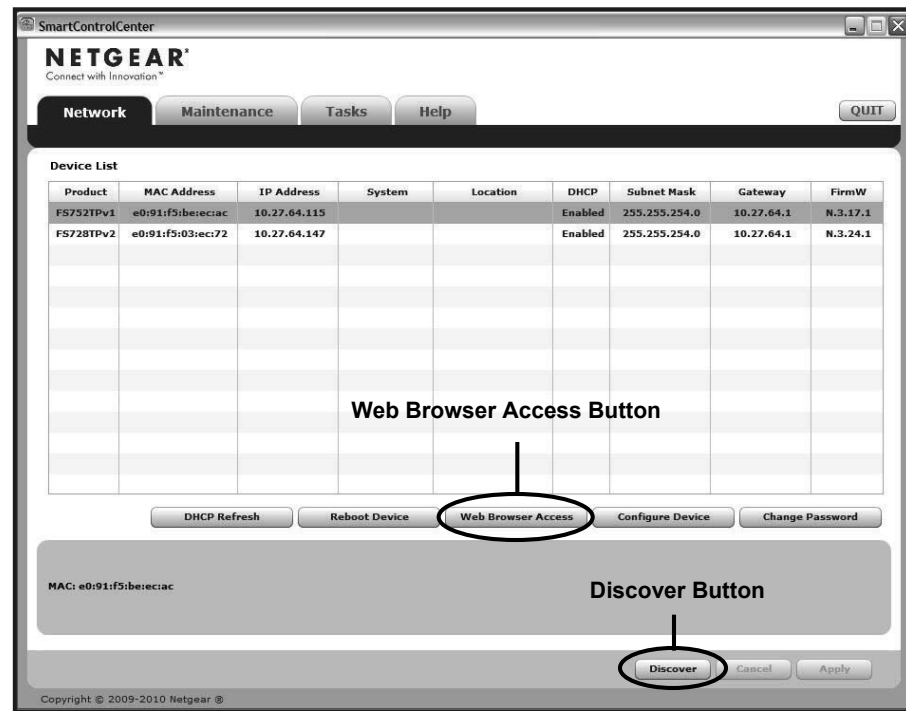 SmartControlCenter
NETGEAR®
Connect with Innovation™
Network Maintenance Tasks Help QUIT
Device List
Product MAC Address IP Address System Location DHCP Subnet Mask Gateway FirmW
FS752TPv1 e0:91:f5:be:ec:ac 10.27.64.115 Enabled 255.255.254.0 10.27.64.1 N.3.17.1
FS728TPv2 e0:91:f5:03:ec:72 10.27.64.147 Enabled 255.255.254.0 10.27.64.1 N.3.24.1
Web Browser Access Button
DHCP Refresh Reboot Device Web Browser Access Configure Device Change Password
MAC: e0:91:f5:be:ec:ac
Discover Button
Discover Cancel Apply
Copyright © 2009-2010 Netgear ®